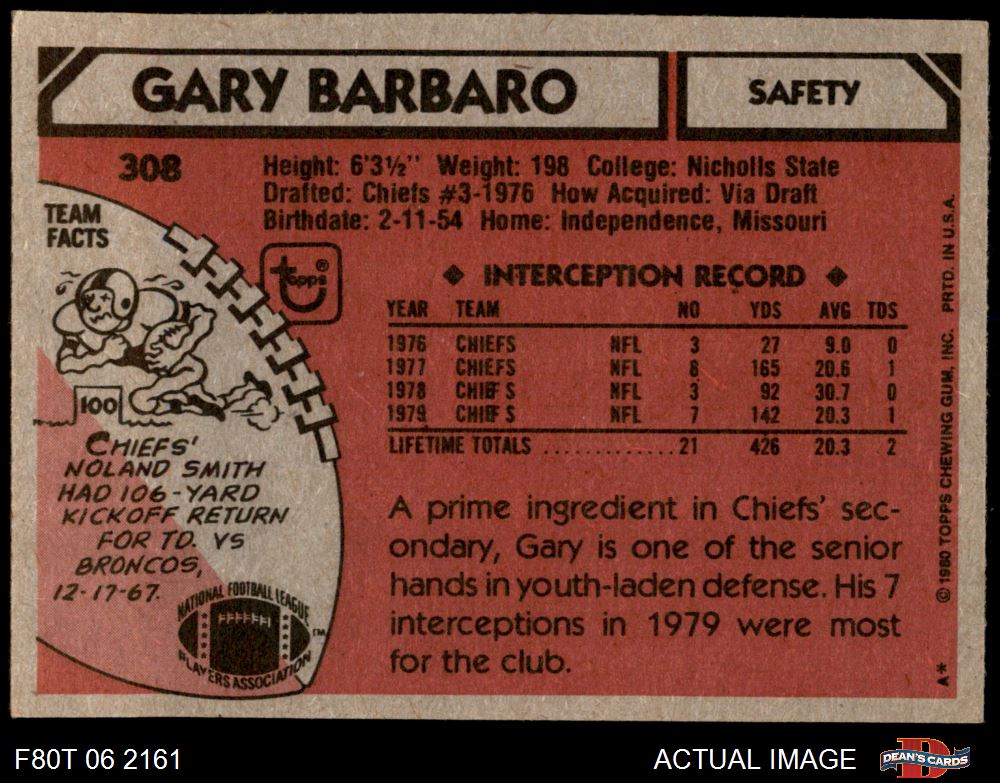 GARY BARBARO
SAFETY
308
Height: 6'3½" Weight: 198 College: Nicholls State
Drafted: Chiefs #3-1976 How Acquired: Via Draft
Birthdate: 2-11-54 Home: Independence, Missouri
TEAM
FACTS
topps®
◆ INTERCEPTION RECORD ◆
YEAR TEAM NO YDS AVG TDS
1976 CHIEFS NFL 3 27 9.0 0
1977 CHIEFS NFL 8 165 20.6 1
1978 CHIEFS NFL 3 92 30.7 0
1979 CHIEFS NFL 7 142 20.3 1
LIFETIME TOTALS ............. 21 426 20.3 2
100
CHIEFS'
NOLAND SMITH
HAD 106-YARD
KICKOFF RETURN
FOR TD. VS
BRONCOS,
12-17-67.
NATIONAL FOOTBALL LEAGUE
PLAYERS ASSOCIATION
TM
A prime ingredient in Chiefs' sec-
ondary, Gary is one of the senior
hands in youth-laden defense. His 7
interceptions in 1979 were most
for the club.
A* © 1980 TOPPS CHEWING GUM, INC. PRTD. IN U.S.A.
F80T 06 2161
ACTUAL IMAGE
DEAN'S CARDS